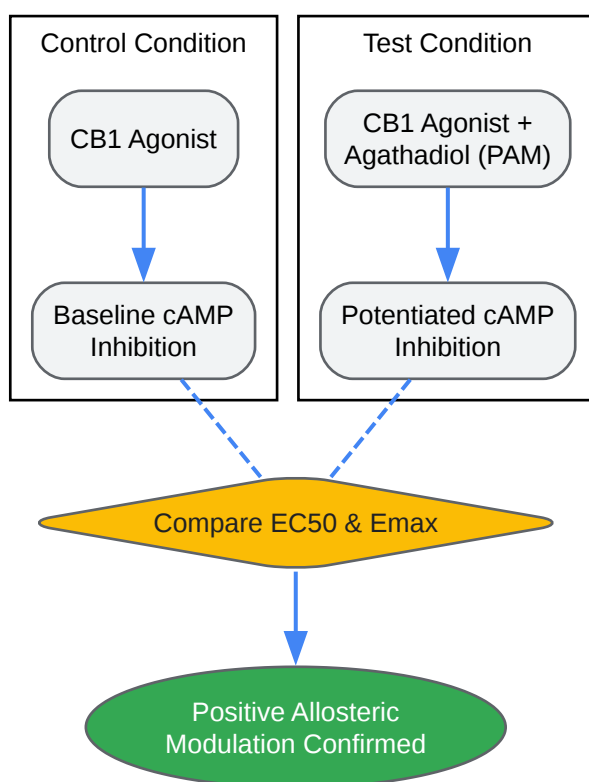 Control Condition
CB1 Agonist
Baseline cAMP
Inhibition
Test Condition
CB1 Agonist +
Agathadiol (PAM)
Potentiated cAMP
Inhibition
Compare EC50 & Emax
Positive Allosteric
Modulation Confirmed